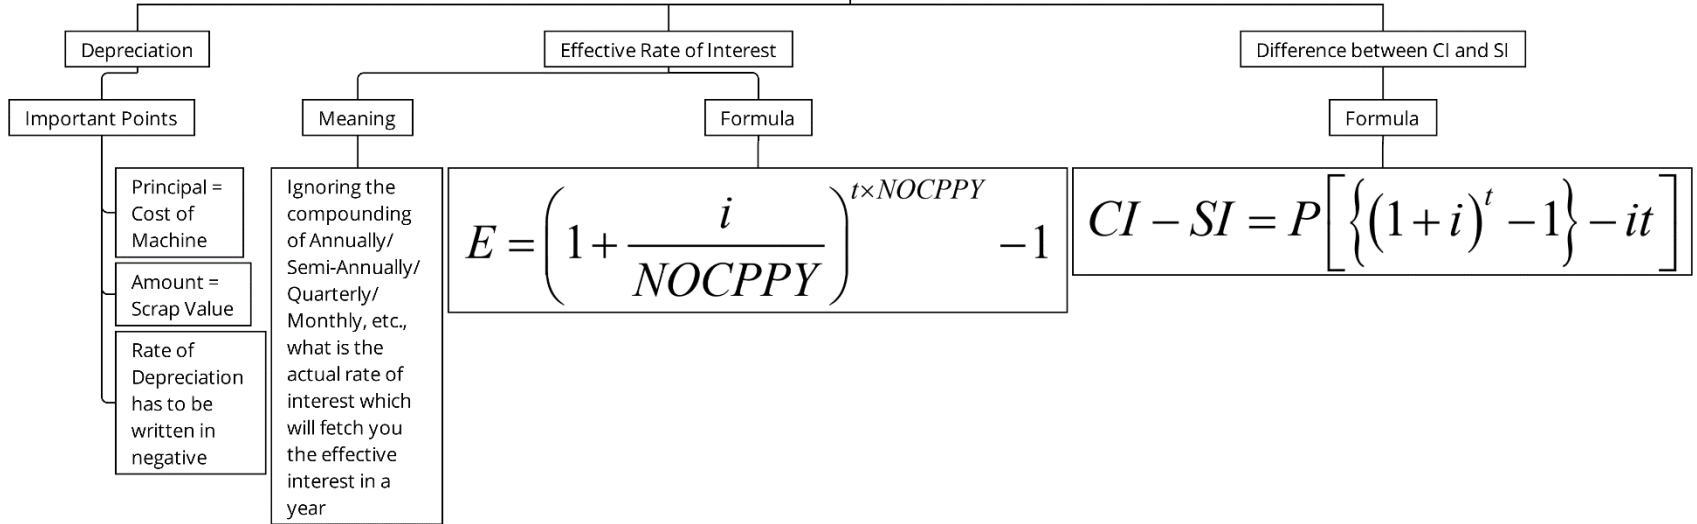 Depreciation
Effective Rate of Interest
Difference between CI and SI
Important Points
Meaning
Formula
Formula
Principal =
Cost of
Machine
Amount =
Scrap Value
Rate of
Depreciation
has to be
written in
negative
Ignoring the
compounding
of Annually/
Semi-Annually/
Quarterly/
Monthly, etc.,
what is the
actual rate of
interest which
will fetch you
the effective
interest in a
year
E = (1 + i / NOCPPY)^{t×NOCPPY} − 1
CI − SI = P[{(1 + i)^t − 1} − it]